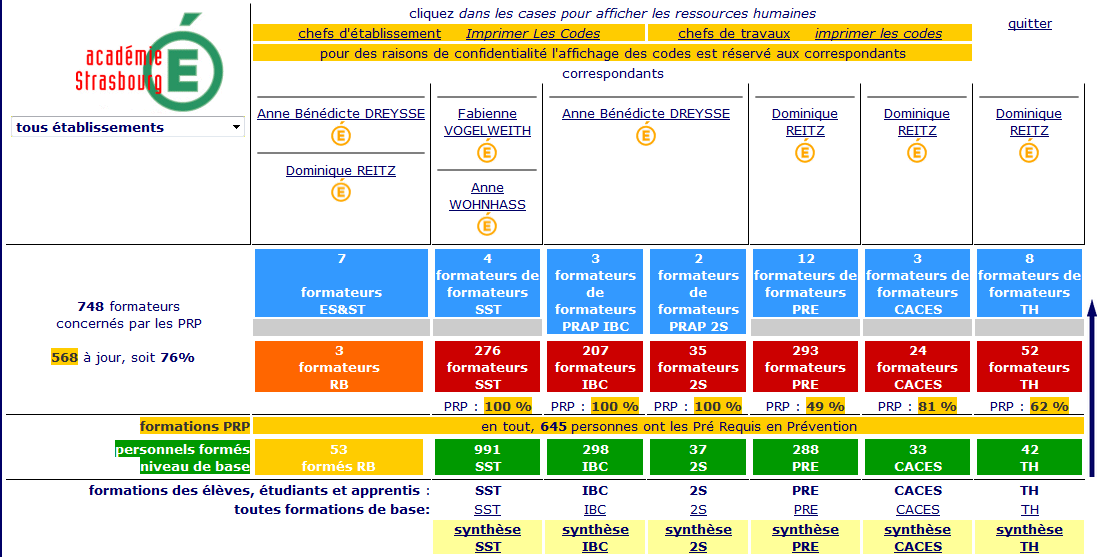 cliquez dans les cases pour afficher les ressources humaines
quitter
chefs d'établissement Imprimer Les Codes chefs de travaux imprimer les codes
pour des raisons de confidentialité l'affichage des codes est réservé aux correspondants
correspondants
académie
Strasbourg
É
tous établissements
Anne Bénédicte DREYSSE
É
Dominique REITZ
É
Fabienne
VOGELWEITH
É
Anne
WOHNHASS
É
Anne Bénédicte DREYSSE
É
Dominique
REITZ
É
Dominique
REITZ
É
Dominique
REITZ
É
748 formateurs
concernés par les PRP
568 à jour, soit 76%
7
formateurs
ES&ST
4
formateurs de
formateurs
SST
3
formateurs
de
formateurs
PRAP IBC
2
formateurs
de
formateurs
PRAP 2S
12
formateurs de
formateurs
PRE
3
formateurs de
formateurs
CACES
8
formateurs de
formateurs
TH
3
formateurs
RB
276
formateurs
SST
207
formateurs
IBC
35
formateurs
2S
293
formateurs
PRE
24
formateurs
CACES
52
formateurs
TH
PRP : 100 % PRP : 100 % PRP : 100 % PRP : 49 % PRP : 81 % PRP : 62 %
formations PRP en tout, 645 personnes ont les Pré Requis en Prévention
personnels formés
niveau de base
53
formés RB
991
SST
298
IBC
37
2S
288
PRE
33
CACES
42
TH
formations des élèves, étudiants et apprentis : SST IBC 2S PRE CACES TH
toutes formations de base: SST IBC 2S PRE CACES TH
synthèse synthèse synthèse synthèse synthèse synthèse
SST IBC 2S PRE CACES TH